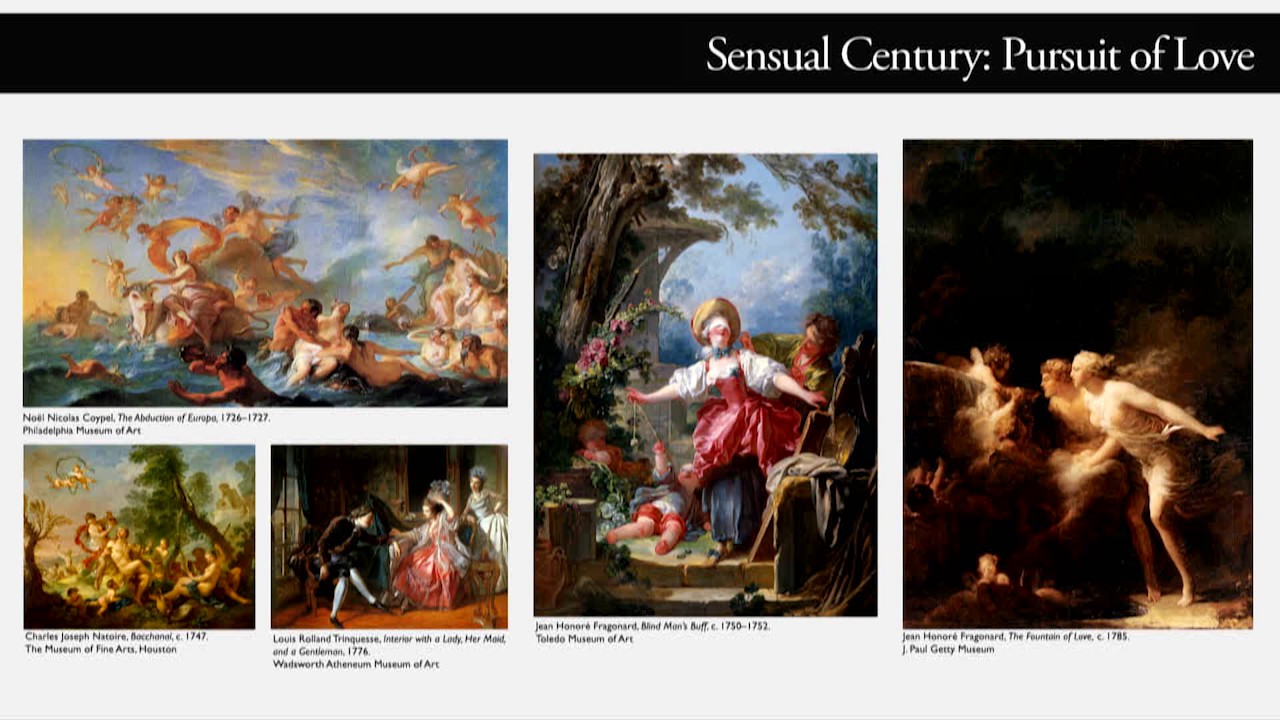 Sensual Century: Pursuit of Love
Noël Nicolas Coypel, The Abduction of Europa, 1726–1727.
Philadelphia Museum of Art
Charles Joseph Natoire, Bacchanal, c. 1747.
The Museum of Fine Arts, Houston
Louis Rolland Trinquesse, Interior with a Lady, Her Maid,
and a Gentleman, 1776.
Wadsworth Atheneum Museum of Art
Jean Honoré Fragonard, Blind Man's Buff, c. 1750–1752.
Toledo Museum of Art
Jean Honoré Fragonard, The Fountain of Love, c. 1785.
J. Paul Getty Museum